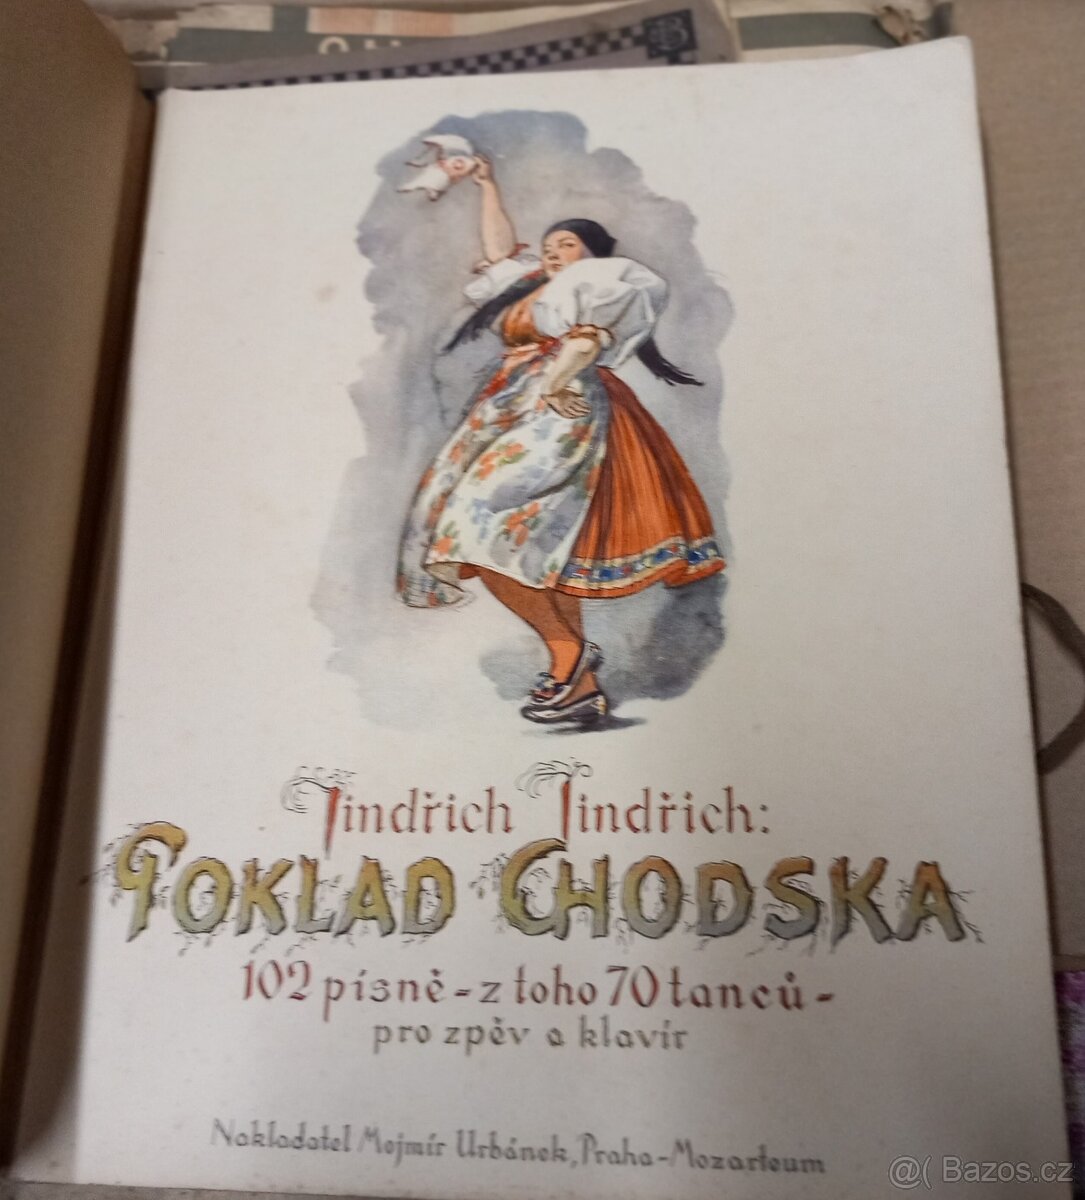 Jindřich Jindřich:
POKLAD CHODSKA
102 písně - z toho 70 tanců -
pro zpěv a klavír
Nakladatel Mojmír Urbánek, Praha-Mozarteum
@( Bazos.cz